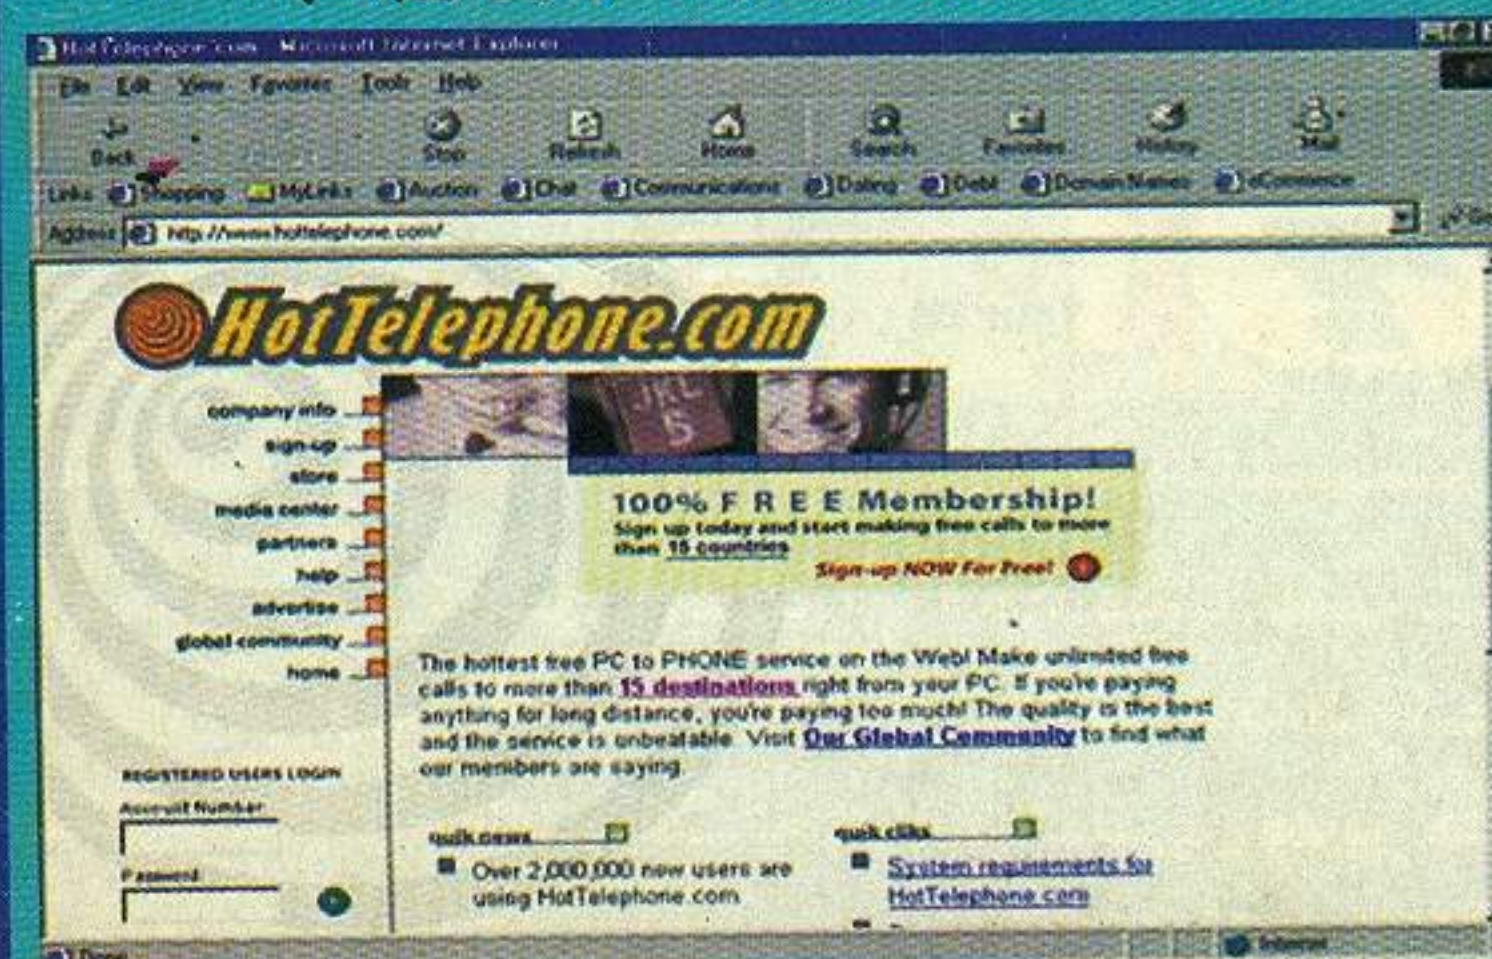 HotTelephone.com - Microsoft Internet Explorer
File Edit View Favorites Tools Help
Back Stop Refresh Home Search Favorites History Mail
Links Shopping MyLinks Auction Chat Communications Dating Debt Domain Names eCommerce
Address http://www.hottelephone.com/ Go
HotTelephone.com
company info
sign-up
store
media center
partners
help
advertise
global community
home
JKL
5
100% F R E E Membership!
Sign up today and start making free calls to more
than 15 countries
Sign-up NOW For Free!
The hottest free PC to PHONE service on the Web! Make unlimited free
calls to more than 15 destinations right from your PC. If you're paying
anything for long distance, you're paying too much! The quality is the best
and the service is unbeatable. Visit Our Global Community to find what
our members are saying.
REGISTERED USERS LOGIN
Account Number
Password
quik news
Over 2,000,000 new users are
using HotTelephone.com
quik cliks
System requirements for
HotTelephone.com
Done Internet